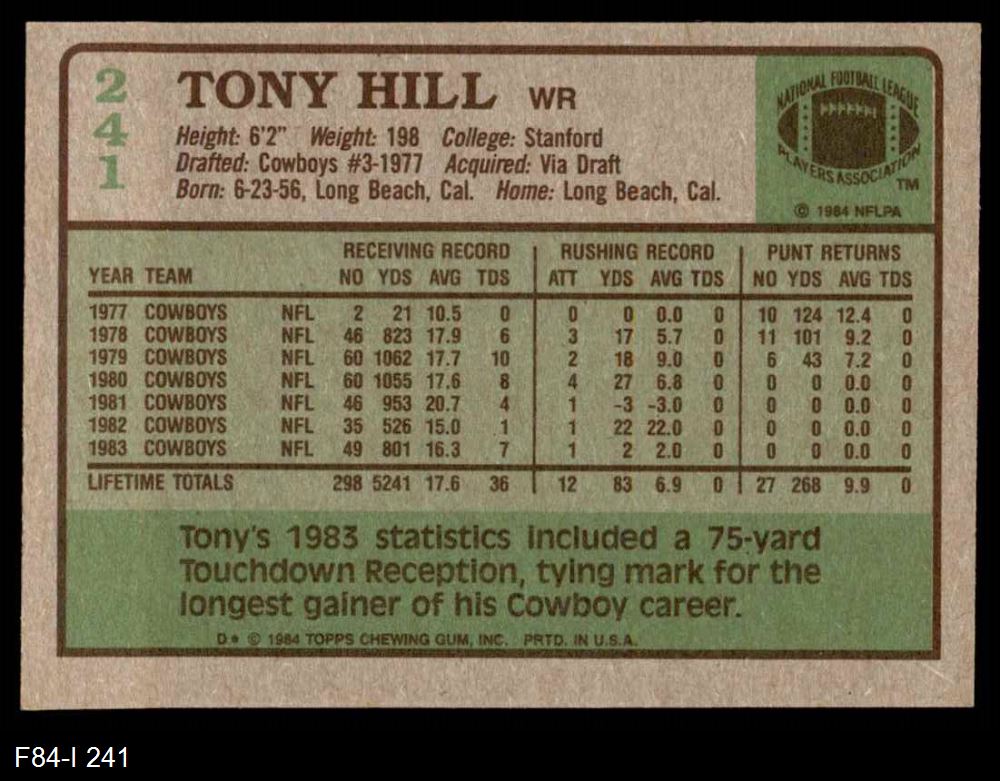 241
TONY HILL WR
Height: 6'2" Weight: 198 College: Stanford
Drafted: Cowboys #3-1977 Acquired: Via Draft
Born: 6-23-56, Long Beach, Cal. Home: Long Beach, Cal.
NATIONAL FOOTBALL LEAGUE
PLAYERS ASSOCIATION
TM
© 1984 NFLPA
RECEIVING RECORD RUSHING RECORD PUNT RETURNS
YEAR TEAM NO YDS AVG TDS ATT YDS AVG TDS NO YDS AVG TDS
1977 COWBOYS NFL 2 21 10.5 0 0 0 0.0 0 10 124 12.4 0
1978 COWBOYS NFL 46 823 17.9 6 3 17 5.7 0 11 101 9.2 0
1979 COWBOYS NFL 60 1062 17.7 10 2 18 9.0 0 6 43 7.2 0
1980 COWBOYS NFL 60 1055 17.6 8 4 27 6.8 0 0 0 0.0 0
1981 COWBOYS NFL 46 953 20.7 4 1 -3 -3.0 0 0 0 0.0 0
1982 COWBOYS NFL 35 526 15.0 1 1 22 22.0 0 0 0 0.0 0
1983 COWBOYS NFL 49 801 16.3 7 1 2 2.0 0 0 0 0.0 0
LIFETIME TOTALS 298 5241 17.6 36 12 83 6.9 0 27 268 9.9 0
Tony's 1983 statistics included a 75-yard
Touchdown Reception, tying mark for the
longest gainer of his Cowboy career.
D* © 1984 TOPPS CHEWING GUM, INC. PRTD. IN U.S.A.
F84-I 241